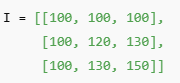 I = [[100, 100, 100],
[100, 120, 130],
[100, 130, 150]]